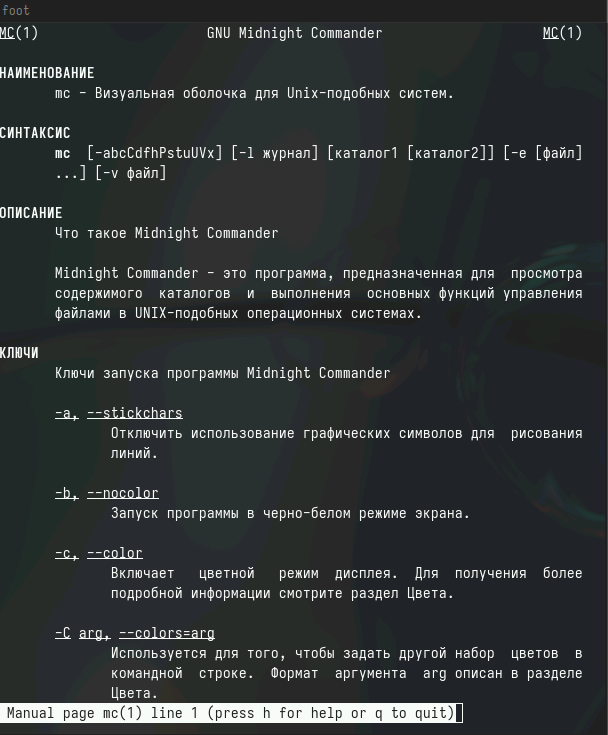 foot
MC(1) GNU Midnight Commander MC(1)
НАИМЕНОВАНИЕ
mc - Визуальная оболочка для Unix-подобных систем.
СИНТАКСИС
mc [-abcCdfhPstuUVx] [-l журнал] [каталог1 [каталог2]] [-e [файл]
...] [-v файл]
ОПИСАНИЕ
Что такое Midnight Commander
Midnight Commander - это программа, предназначенная для просмотра
содержимого каталогов и выполнения основных функций управления
файлами в UNIX-подобных операционных системах.
КЛЮЧИ
Ключи запуска программы Midnight Commander
-a, --stickchars
Отключить использование графических символов для рисования
линий.
-b, --nocolor
Запуск программы в черно-белом режиме экрана.
-c, --color
Включает цветной режим дисплея. Для получения более
подробной информации смотрите раздел Цвета.
-C arg, --colors=arg
Используется для того, чтобы задать другой набор цветов в
командной строке. Формат аргумента arg описан в разделе
Цвета.
Manual page mc(1) line 1 (press h for help or q to quit)